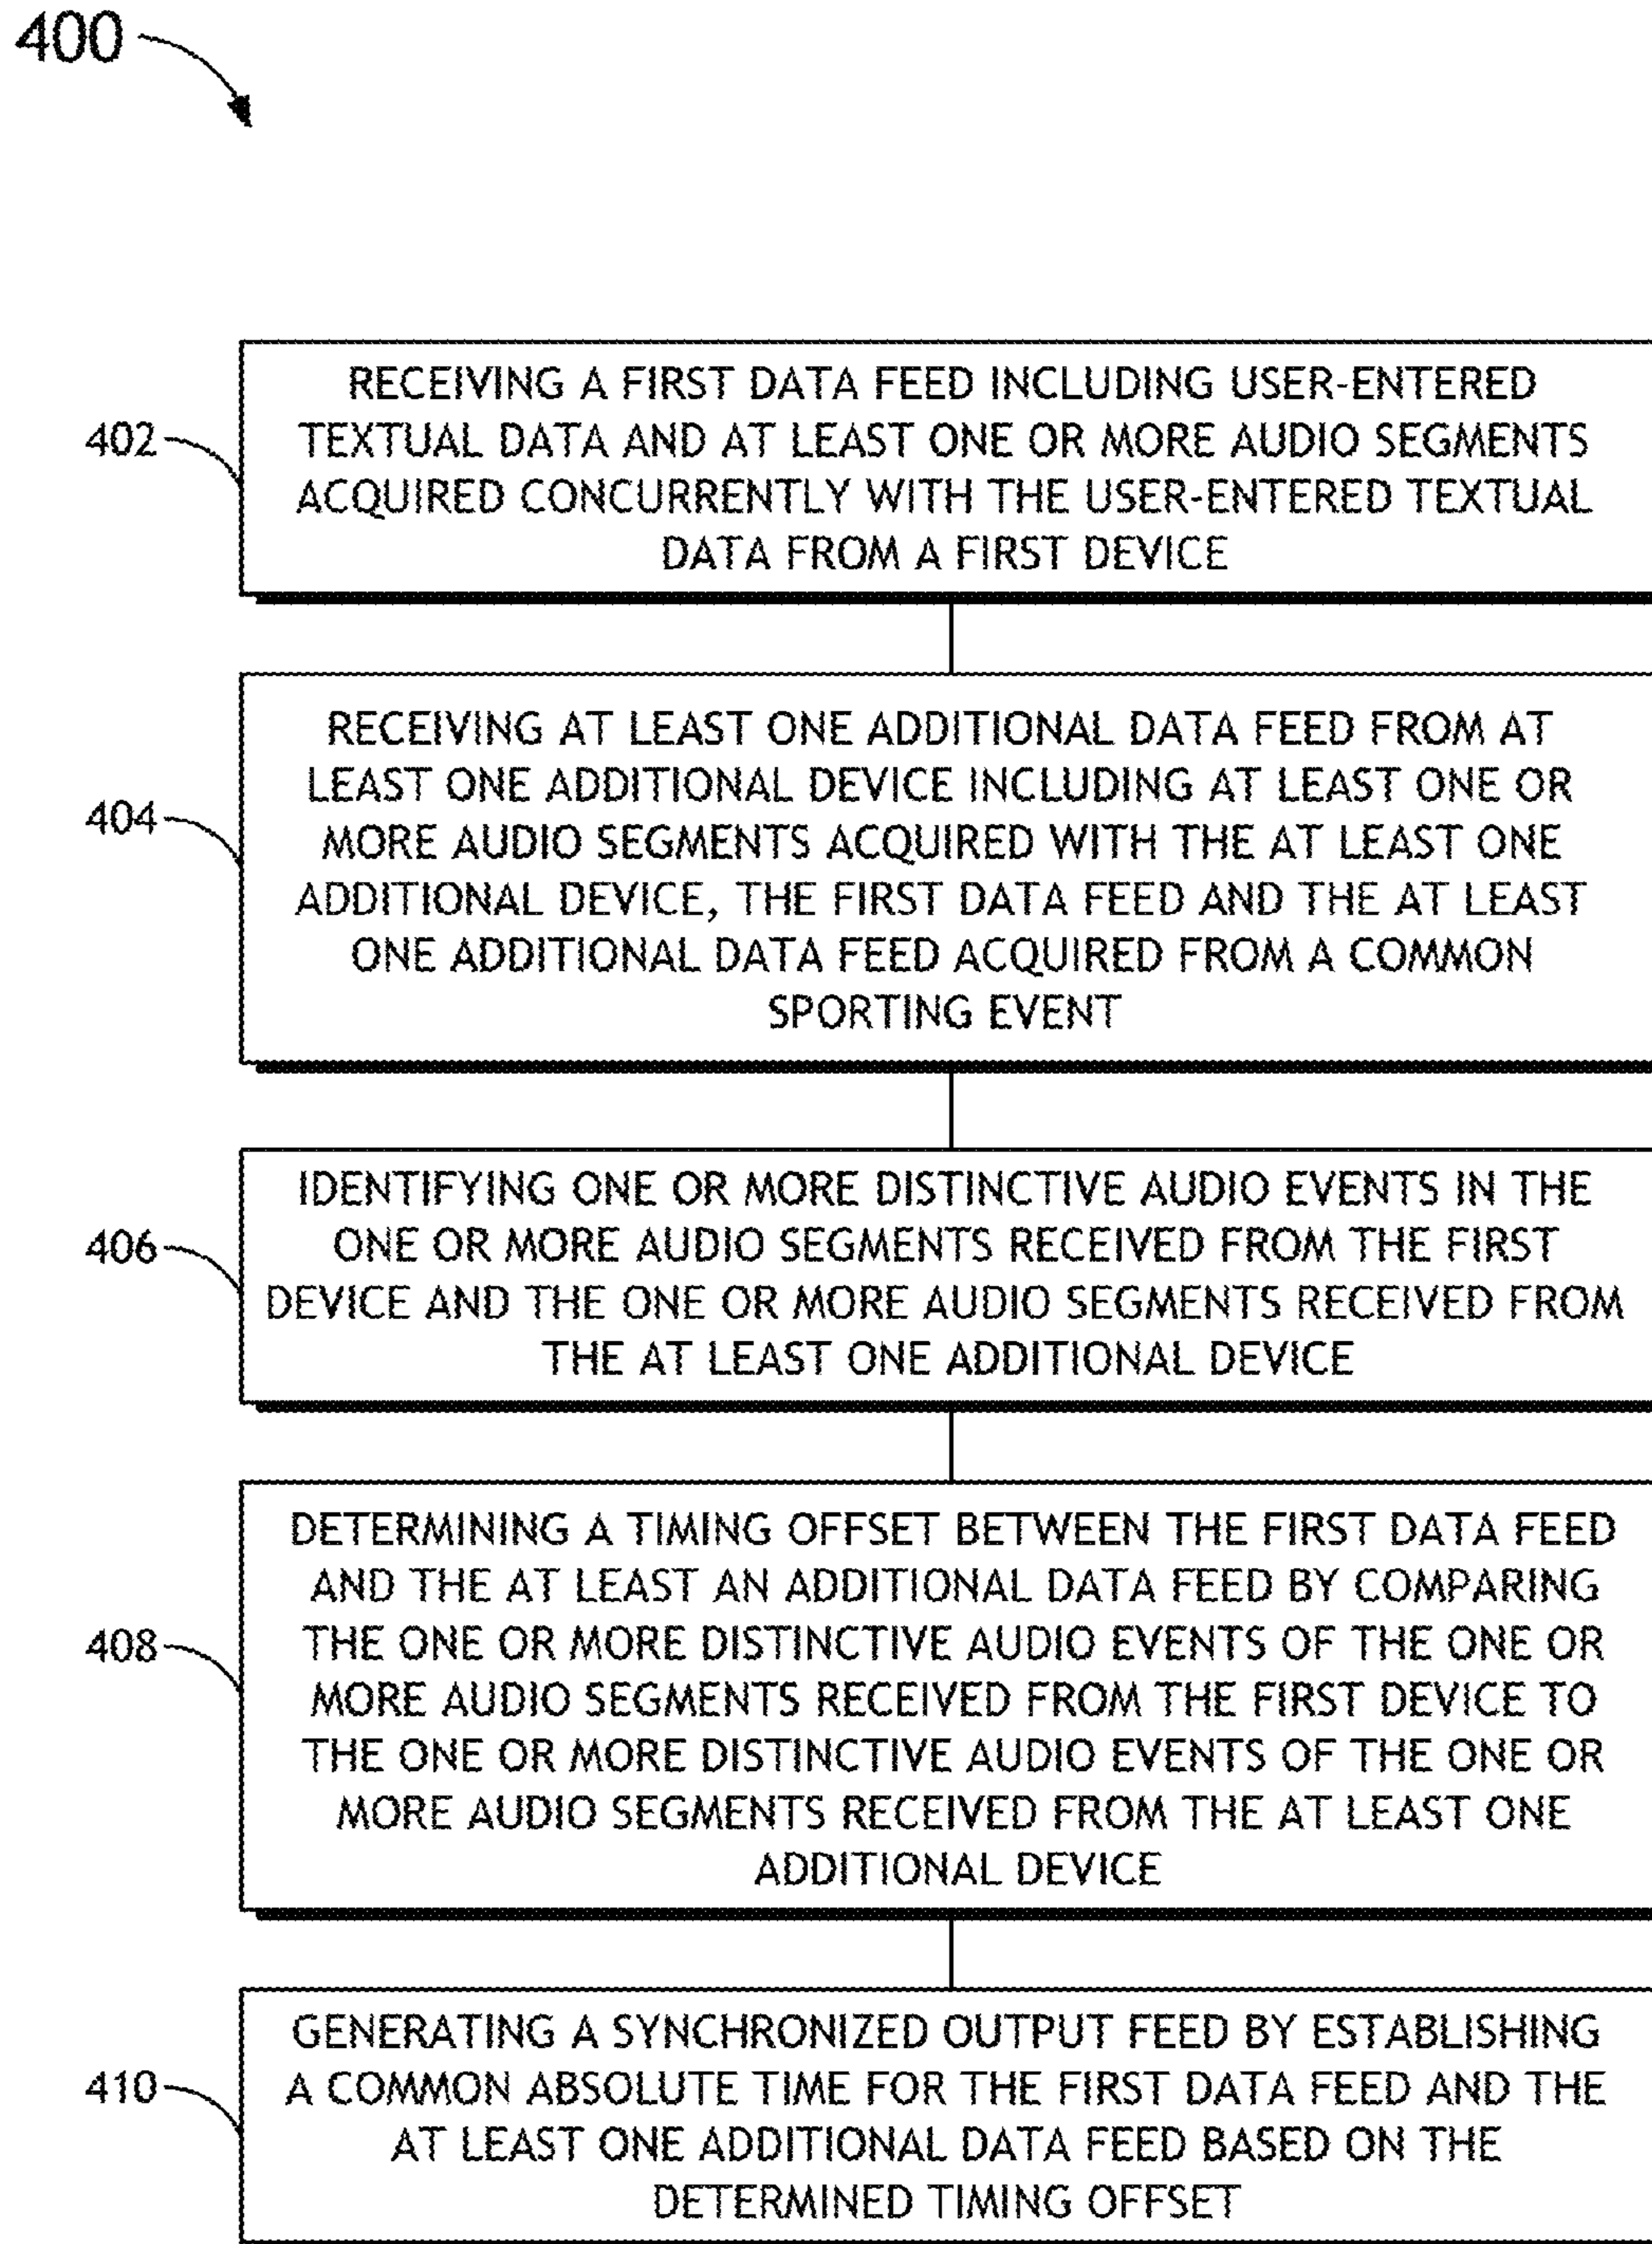 400
RECEIVING A FIRST DATA FEED INCLUDING USER-ENTERED
TEXTUAL DATA AND AT LEAST ONE OR MORE AUDIO SEGMENTS
ACQUIRED CONCURRENTLY WITH THE USER-ENTERED TEXTUAL
DATA FROM A FIRST DEVICE
402
RECEIVING AT LEAST ONE ADDITIONAL DATA FEED FROM AT
LEAST ONE ADDITIONAL DEVICE INCLUDING AT LEAST ONE OR
MORE AUDIO SEGMENTS ACQUIRED WITH THE AT LEAST ONE
ADDITIONAL DEVICE, THE FIRST DATA FEED AND THE AT LEAST
ONE ADDITIONAL DATA FEED ACQUIRED FROM A COMMON
SPORTING EVENT
404
IDENTIFYING ONE OR MORE DISTINCTIVE AUDIO EVENTS IN THE
ONE OR MORE AUDIO SEGMENTS RECEIVED FROM THE FIRST
DEVICE AND THE ONE OR MORE AUDIO SEGMENTS RECEIVED FROM
THE AT LEAST ONE ADDITIONAL DEVICE
406
DETERMINING A TIMING OFFSET BETWEEN THE FIRST DATA FEED
AND THE AT LEAST AN ADDITIONAL DATA FEED BY COMPARING
THE ONE OR MORE DISTINCTIVE AUDIO EVENTS OF THE ONE OR
MORE AUDIO SEGMENTS RECEIVED FROM THE FIRST DEVICE TO
THE ONE OR MORE DISTINCTIVE AUDIO EVENTS OF THE ONE OR
MORE AUDIO SEGMENTS RECEIVED FROM THE AT LEAST ONE
ADDITIONAL DEVICE
408
GENERATING A SYNCHRONIZED OUTPUT FEED BY ESTABLISHING
A COMMON ABSOLUTE TIME FOR THE FIRST DATA FEED AND THE
AT LEAST ONE ADDITIONAL DATA FEED BASED ON THE
DETERMINED TIMING OFFSET
410